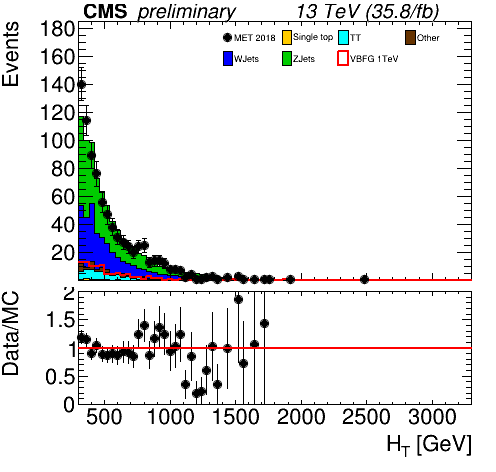 CMS preliminary 13 TeV (35.8/fb)
Events
180
160
140
120
100
80
60
40
20
MET 2018 Single top TT Other
WJets ZJets VBFG 1TeV
Data/MC
2
1.5
1
0.5
0
500 1000 1500 2000 2500 3000
H_T [GeV]